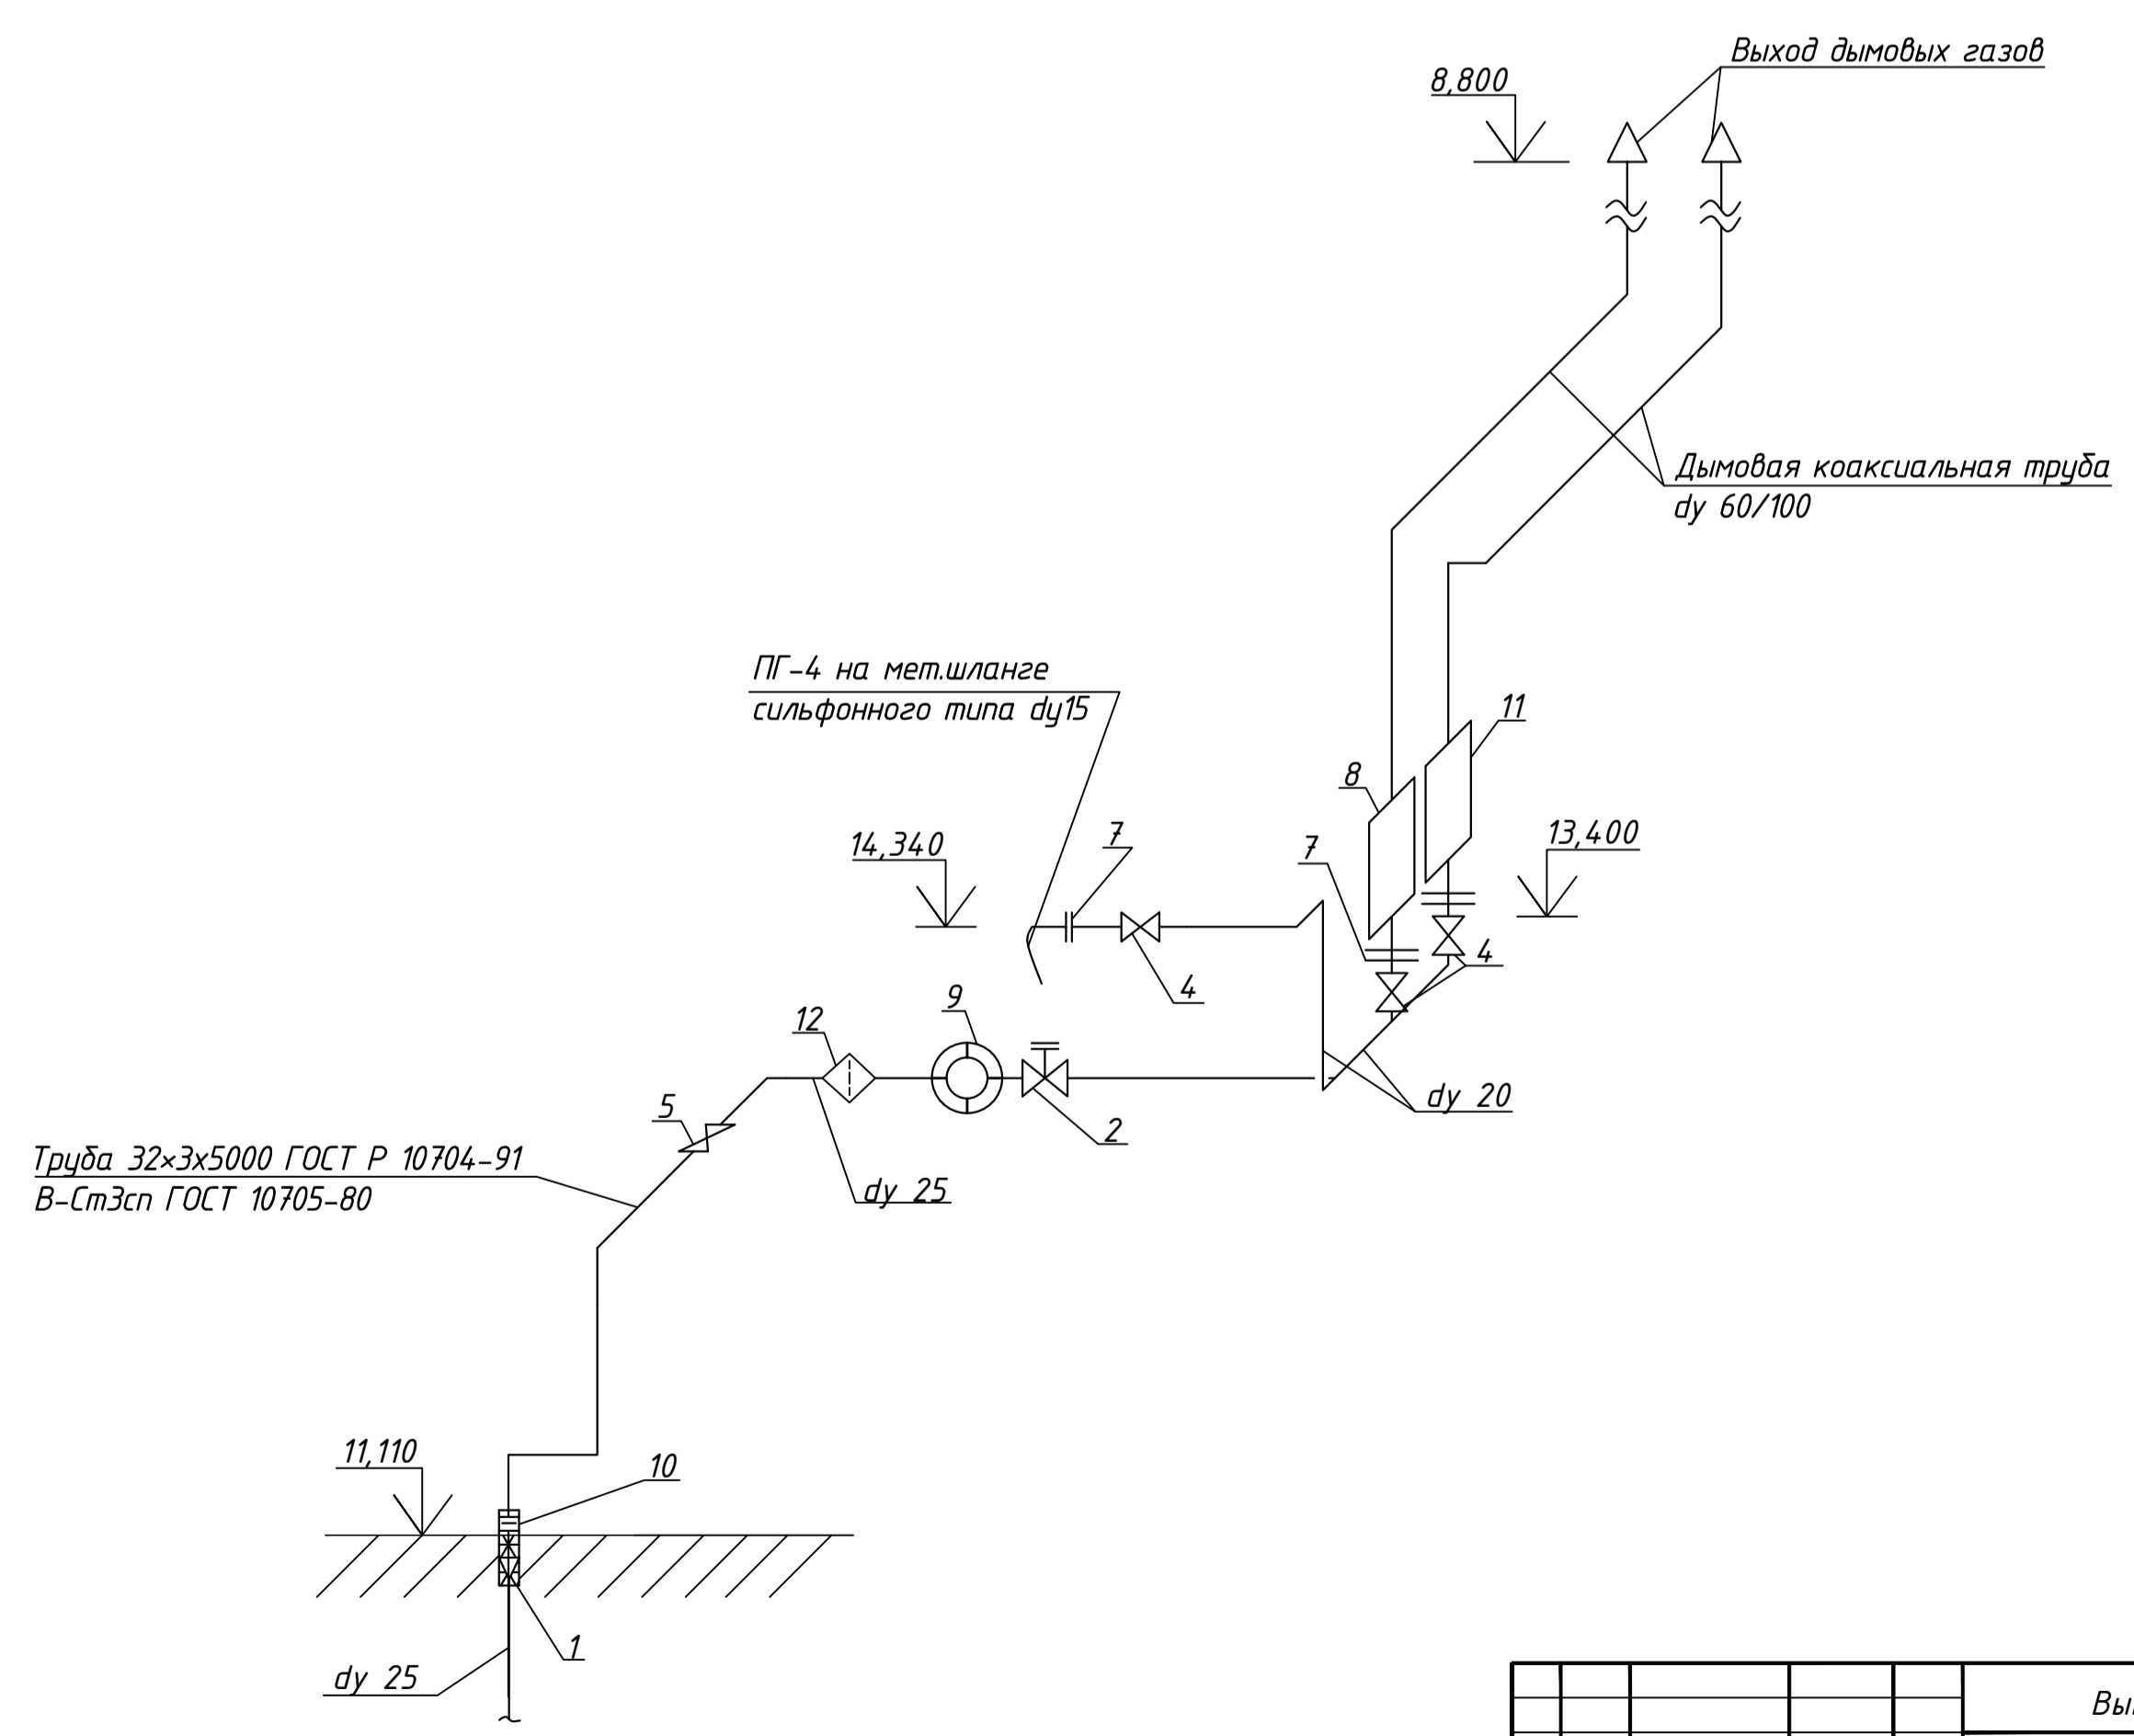 Выход дымовых газов
8,800
Дымовая коаксиальная труба
dy 60/100
ПГ-4 на мет.шланге
сильфонного типа dy15
11
8
14,340
7
7
13,400
4
4
9
12
dy 20
5
2
Труба 32×3х5000 ГОСТ Р 10704-91
В-Ст3сп ГОСТ 10705-80
dy 25
11,110
10
1
dy 25